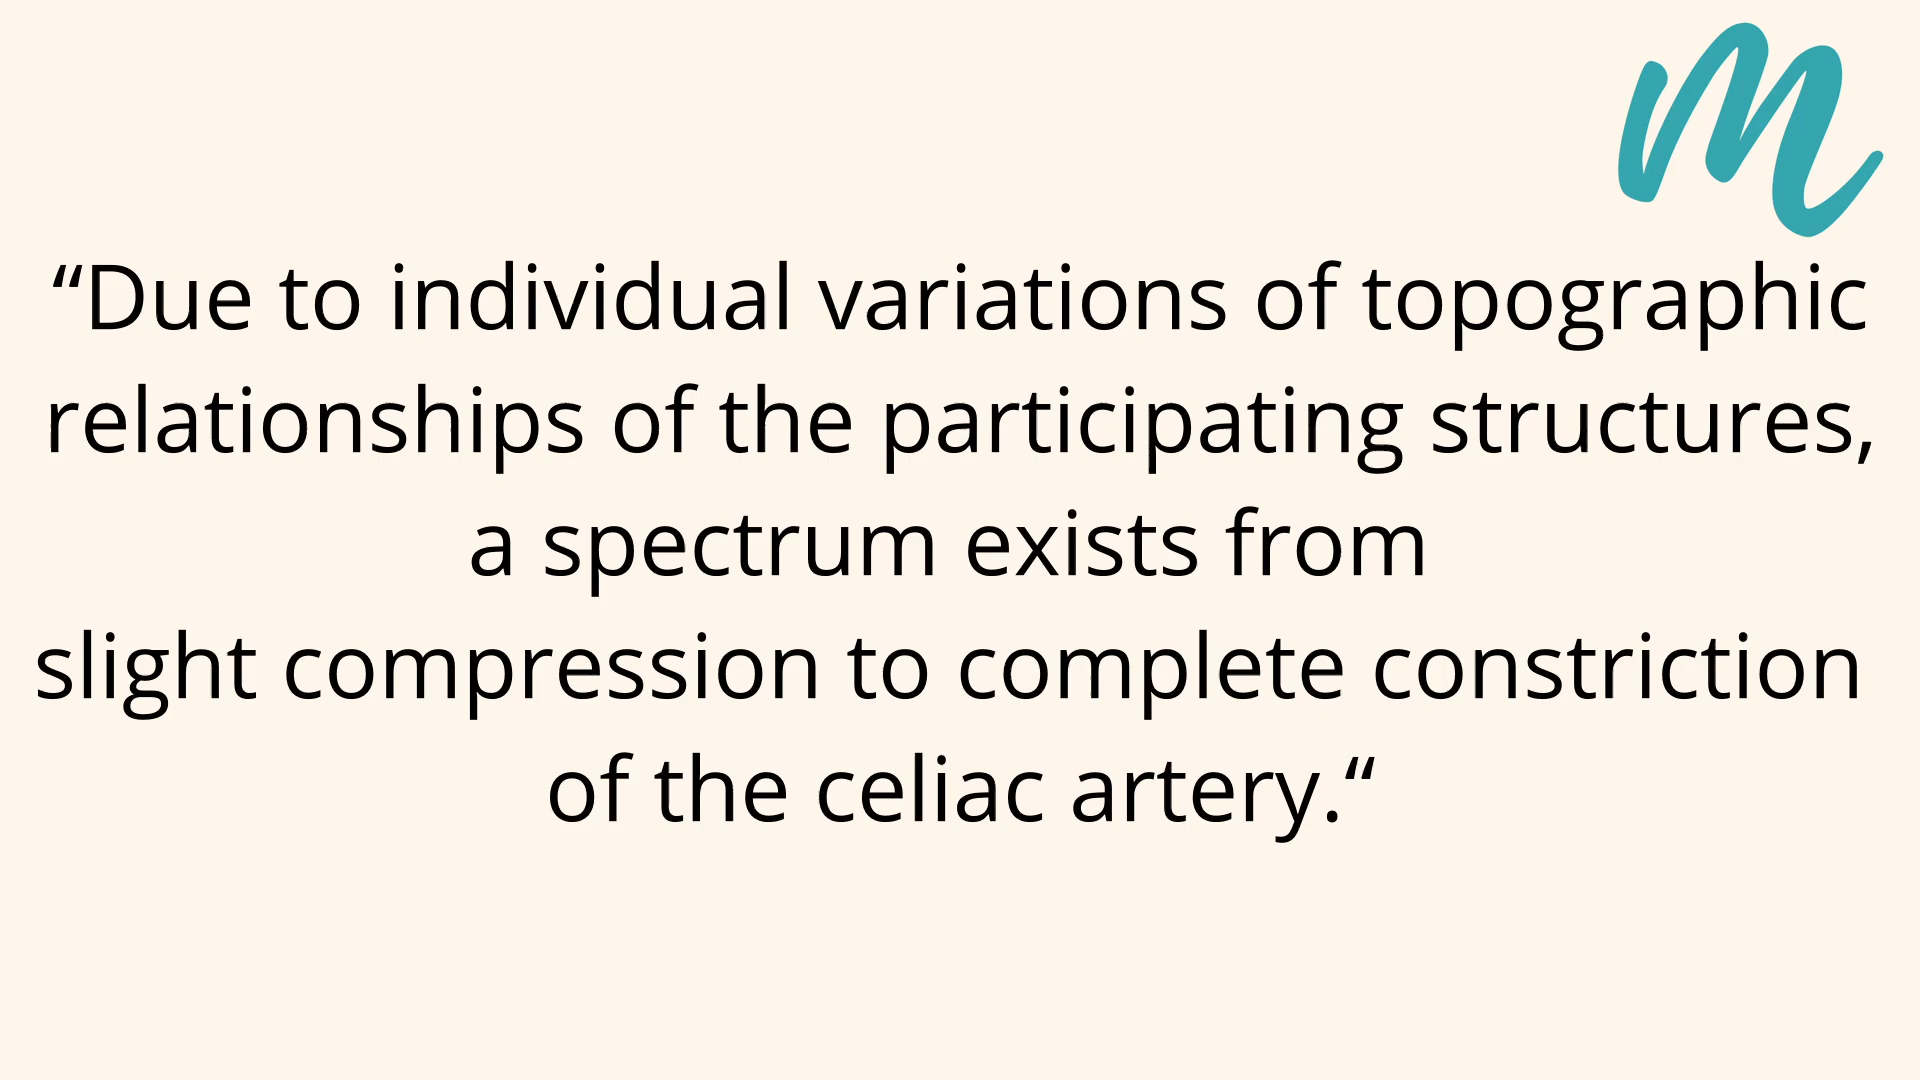 “Due to individual variations of topographic
relationships of the participating structures,
a spectrum exists from
slight compression to complete constriction
of the celiac artery.“
m